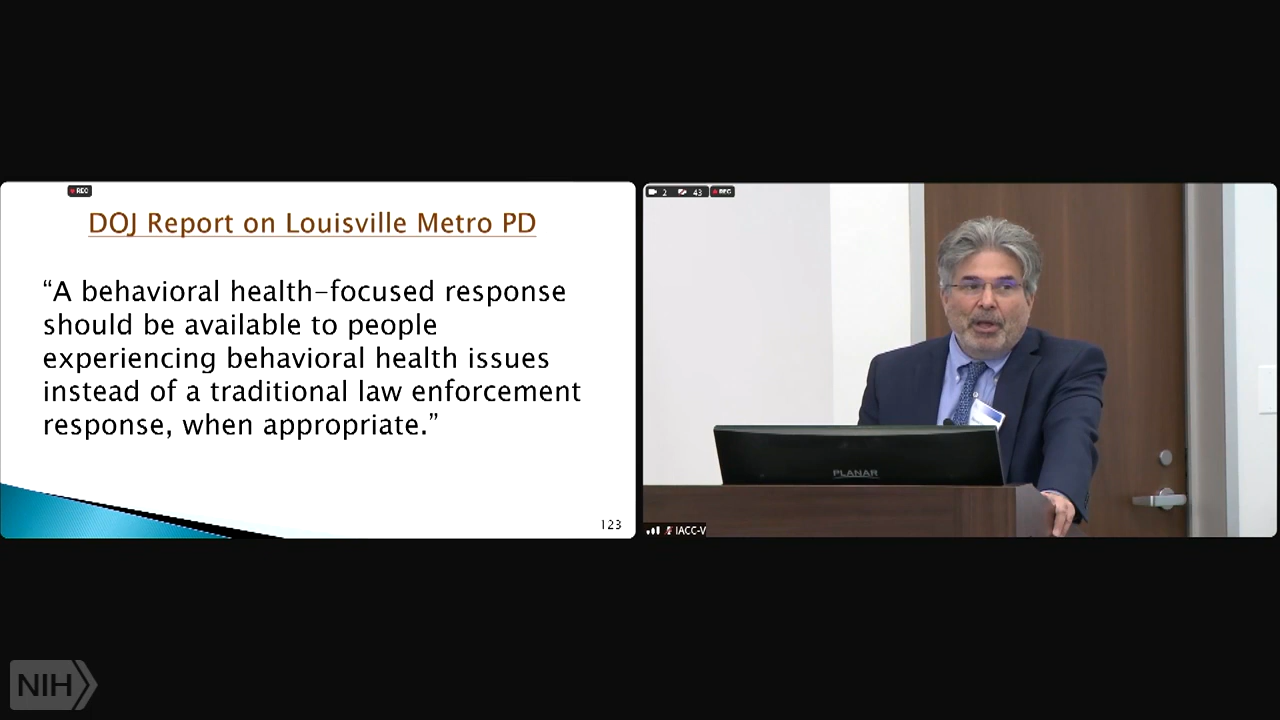 REC
DOJ Report on Louisville Metro PD
“A behavioral health-focused response
should be available to people
experiencing behavioral health issues
instead of a traditional law enforcement
response, when appropriate.”
123
2 43 REC
PLANAR
IACC-V
NIH